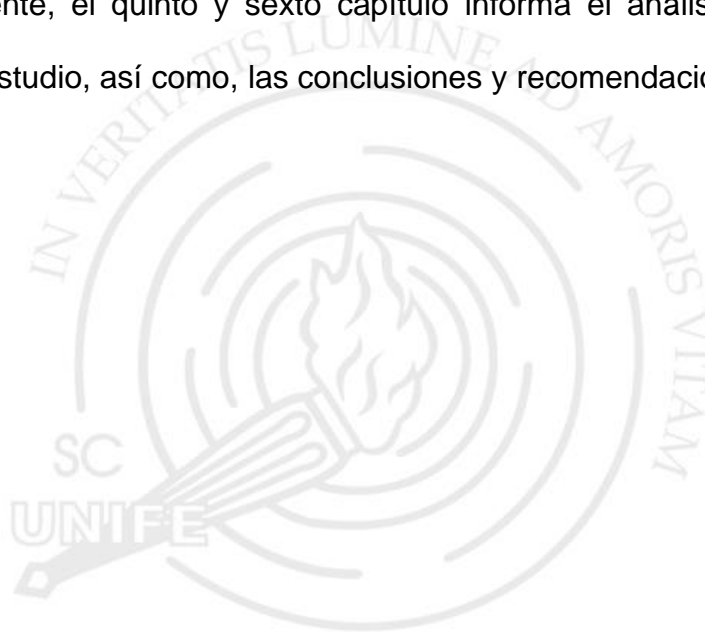 ente, el quinto y sexto capítulo informa el análisis
studio, así como, las conclusiones y recomendacio
IN VERITATIS LUMINE AD AMORIS VITAM
SC
UNIFE